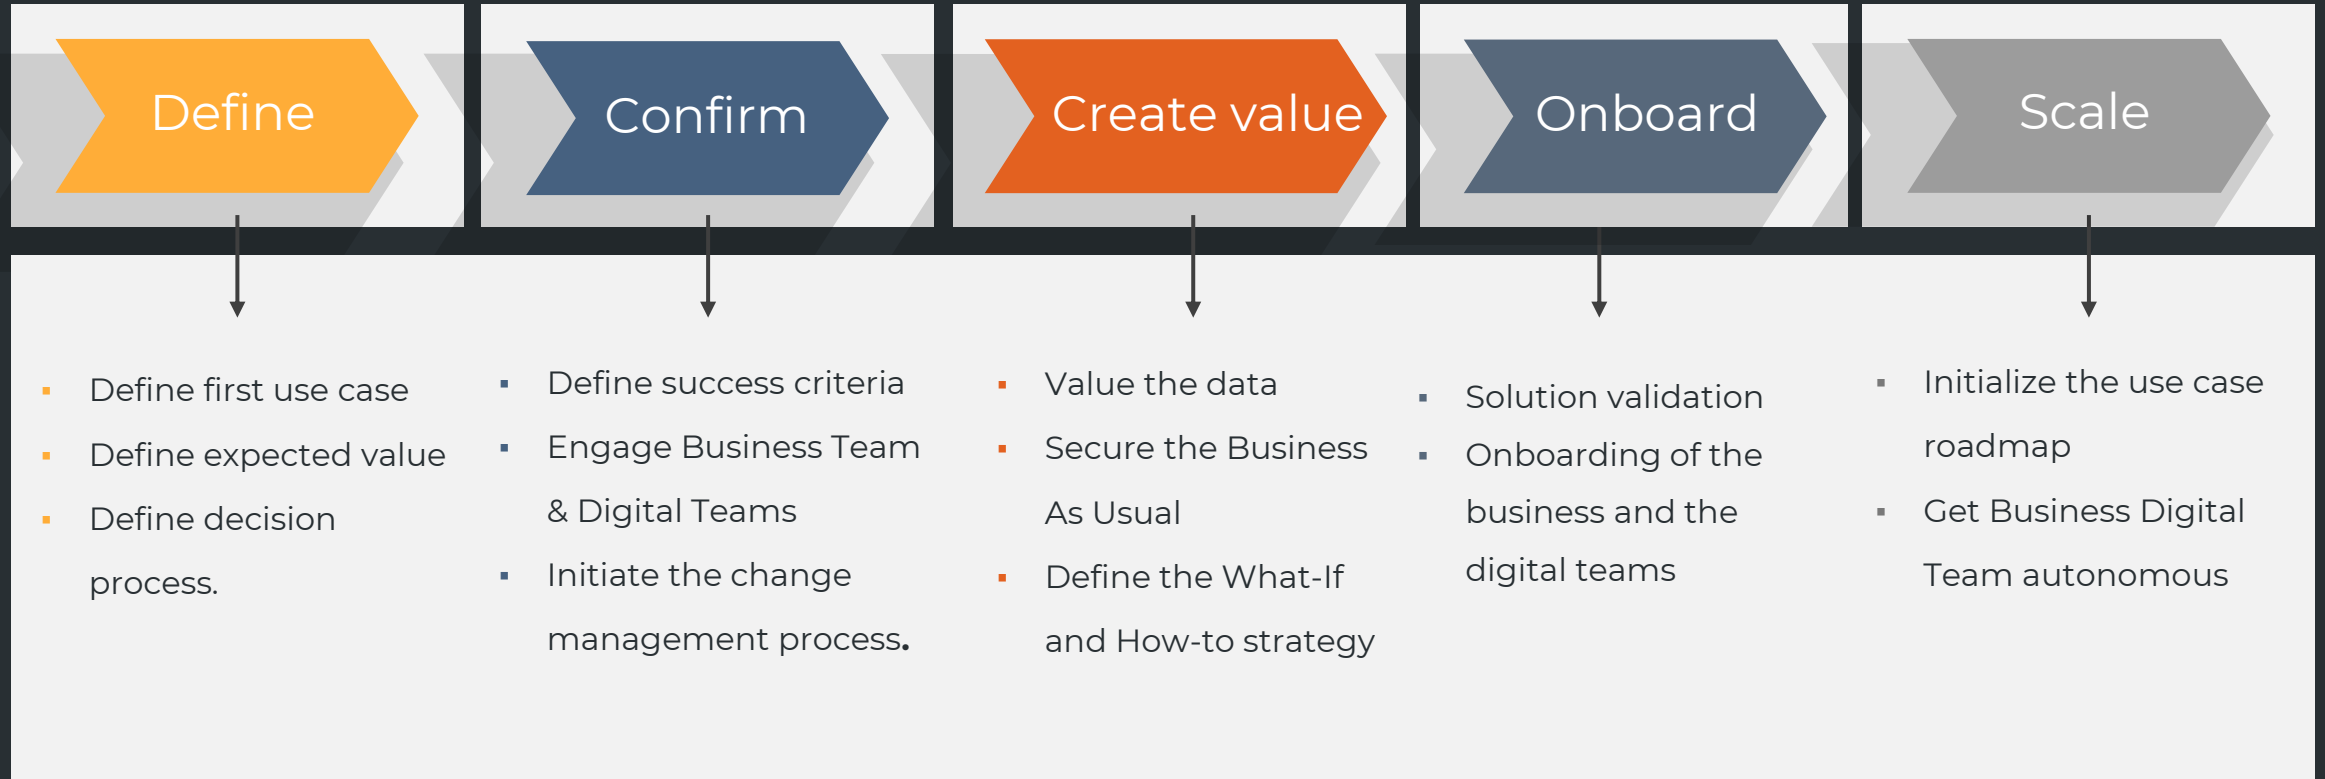 Define
Confirm
Create value
Onboard
Scale
▪ Define first use case
▪ Define expected value
▪ Define decision
process.
▪ Define success criteria
▪ Engage Business Team
& Digital Teams
▪ Initiate the change
management process.
▪ Value the data
▪ Secure the Business
As Usual
▪ Define the What-If
and How-to strategy
▪ Solution validation
▪ Onboarding of the
business and the
digital teams
▪ Initialize the use case
roadmap
▪ Get Business Digital
Team autonomous